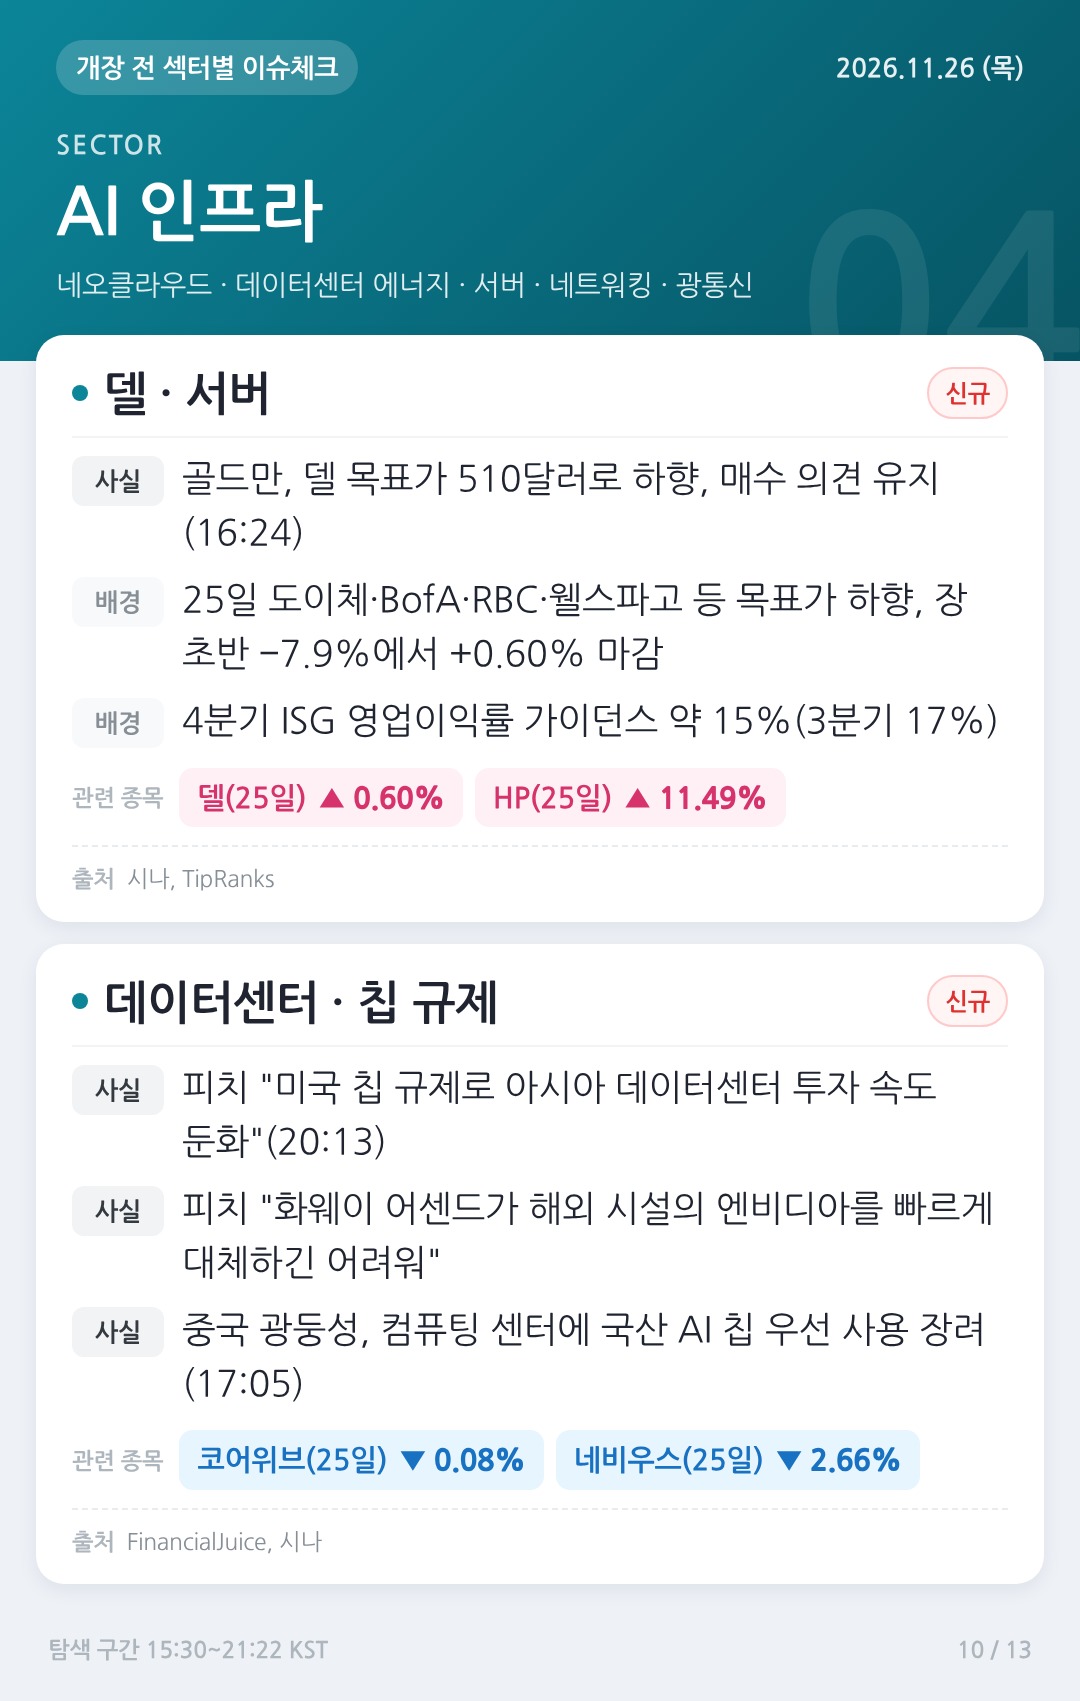 개장 전 섹터별 이슈체크
2026.11.26 (목)
SECTOR
AI 인프라
네오클라우드 · 데이터센터 에너지 · 서버 · 네트워킹 · 광통신
04
델 · 서버
신규
사실 골드만, 델 목표가 510달러로 하향, 매수 의견 유지
(16:24)
배경 25일 도이체·BofA·RBC·웰스파고 등 목표가 하향, 장
초반 −7.9%에서 +0.60% 마감
배경 4분기 ISG 영업이익률 가이던스 약 15%(3분기 17%)
관련 종목 델(25일) ▲ 0.60% HP(25일) ▲ 11.49%
출처 시나, TipRanks
데이터센터 · 칩 규제
신규
사실 피치 "미국 칩 규제로 아시아 데이터센터 투자 속도
둔화"(20:13)
사실 피치 "화웨이 어센드가 해외 시설의 엔비디아를 빠르게
대체하긴 어려워"
사실 중국 광둥성, 컴퓨팅 센터에 국산 AI 칩 우선 사용 장려
(17:05)
관련 종목 코어위브(25일) ▼ 0.08% 네비우스(25일) ▼ 2.66%
출처 FinancialJuice, 시나
탐색 구간 15:30~21:22 KST
10 / 13